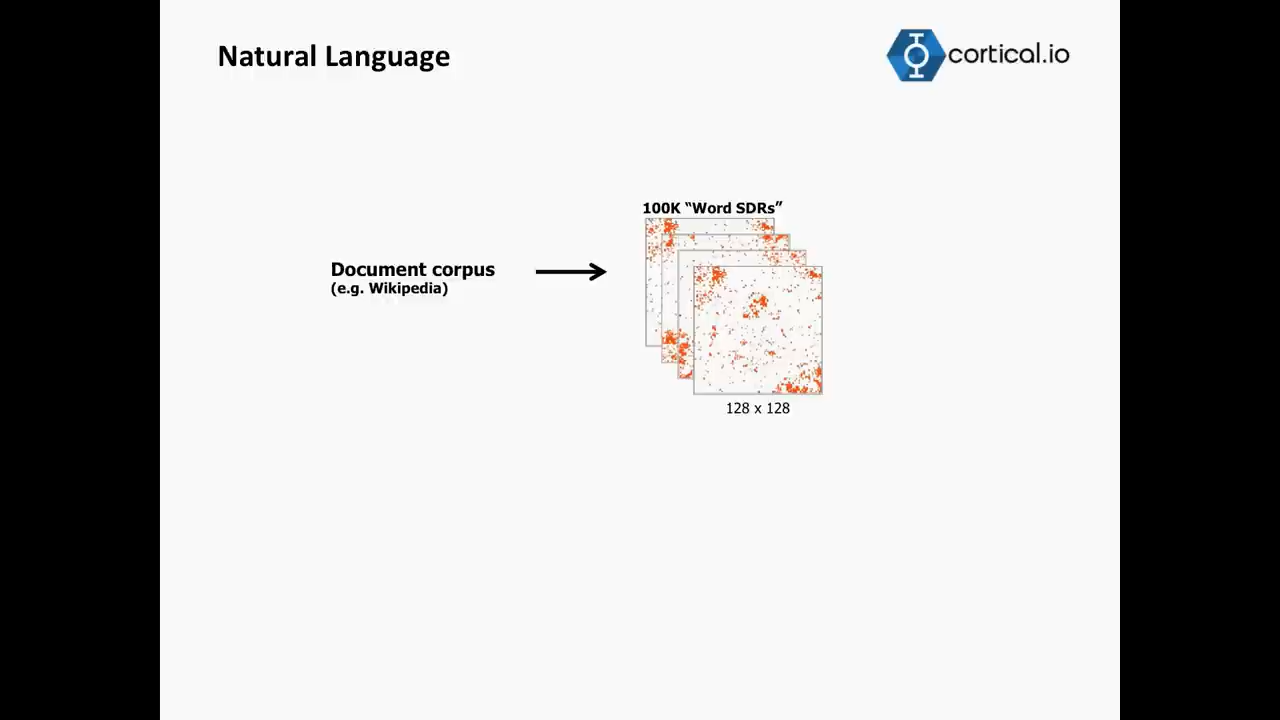 Natural Language
cortical.io
100K “Word SDRs”
Document corpus
(e.g. Wikipedia)
128 x 128